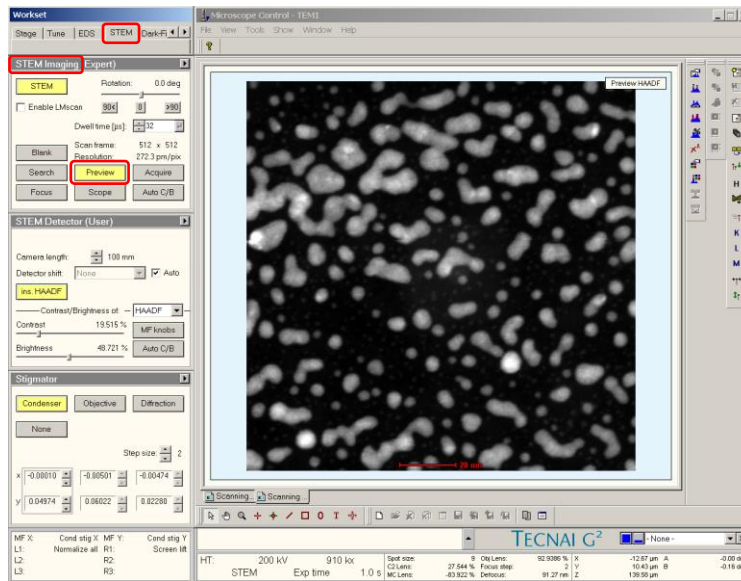 Workset
Microscope Control - TEM1
Stage
Tune
EDS
STEM
Dark-Fi
File View Tools Show Window Help
STEM Imaging (Expert)
STEM
Rotation: 0.0 deg
Enable LMscan
90<
0
>90
Dwell time [µs]: 32
Blank
Scan frame: 512 x 512
Resolution: 272.3 pm/pix
Search
Preview
Acquire
Focus
Scope
Auto C/B
STEM Detector (User)
Camera length: 100 mm
Detector shift: None
Auto
ins. HAADF
Contrast/Brightness of: HAADF
Contrast 19.515 %
MF knobs
Brightness 48.721 %
Auto C/B
Stigmator
Condenser
Objective
Diffraction
None
Step size: 2
x -0.00010 -0.00501 -0.00474
y 0.04974 0.06022 0.02280
MF X: Cond stig X MF Y: Cond stig Y
L1: Normalize all R1: Screen lift
L2: R2:
L3: R3:
Preview HAADF
20 nm
Scanning...
Scanning...
H
K
L
M
TECNAI G²
- None -
HT: 200 kV 910 kx
STEM Exp time 1.0 s
Spot size: 9 Obj Lens: 92.9386 % X -12.67 µm A -0.00 d
C2 Lens: 27.544 % Focus step: 2 Y 10.43 µm B -0.16 d
MC Lens: -83.922 % Defocus: 91.27 nm Z 139.58 µm